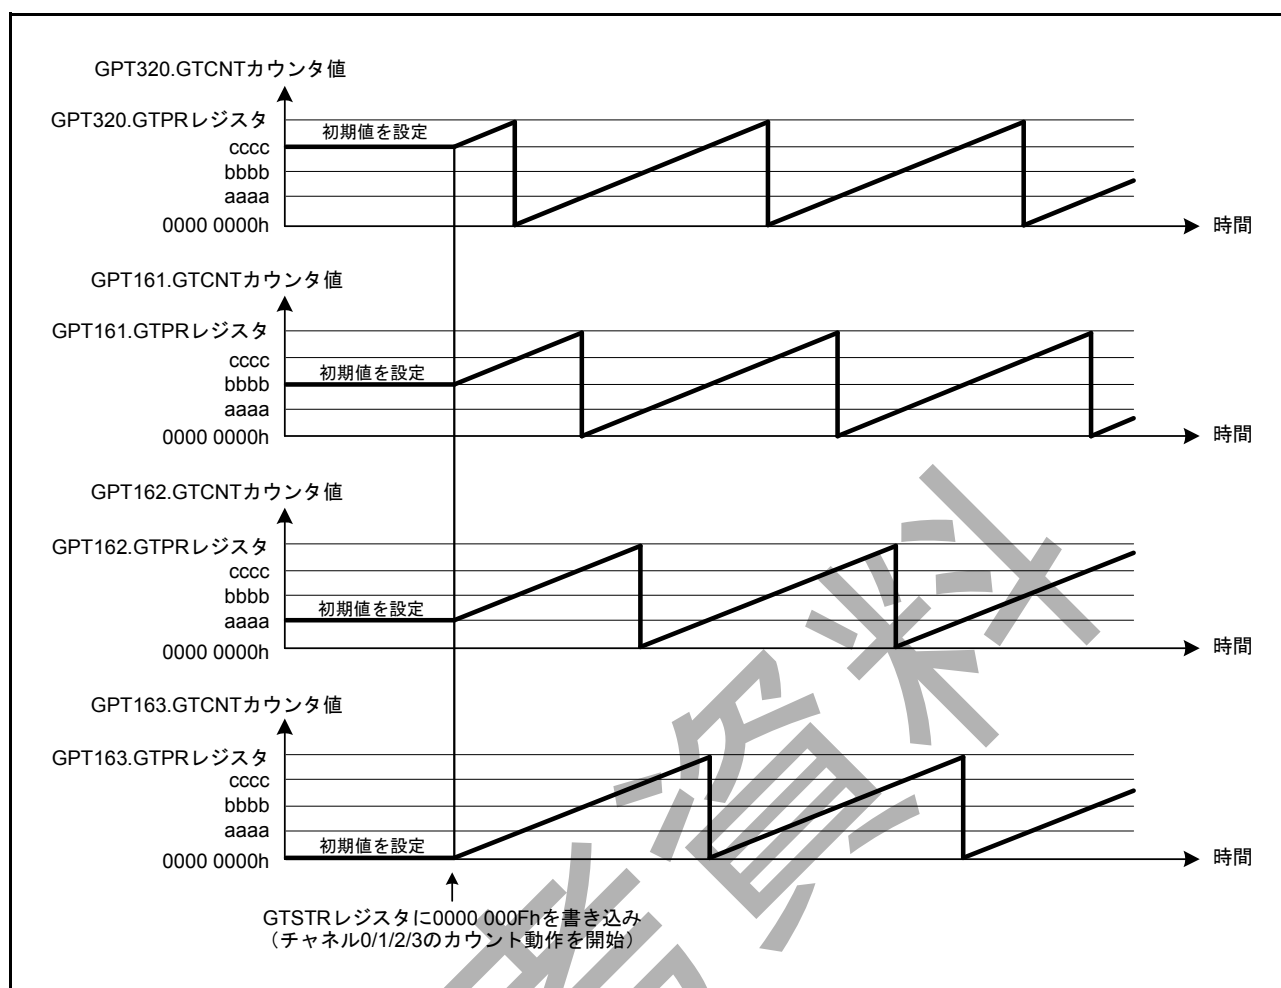 GPT320.GTCNTカウンタ値
GPT320.GTPRレジスタ
初期値を設定
cccc
bbbb
aaaa
0000 0000h
時間
GPT161.GTCNTカウンタ値
GPT161.GTPRレジスタ
cccc
初期値を設定
bbbb
aaaa
0000 0000h
時間
GPT162.GTCNTカウンタ値
GPT162.GTPRレジスタ
cccc
bbbb
初期値を設定
aaaa
0000 0000h
時間
GPT163.GTCNTカウンタ値
GPT163.GTPRレジスタ
cccc
bbbb
aaaa
初期値を設定
0000 0000h
時間
GTSTRレジスタに0000 000Fhを書き込み
（チャネル0/1/2/3のカウント動作を開始）
資料